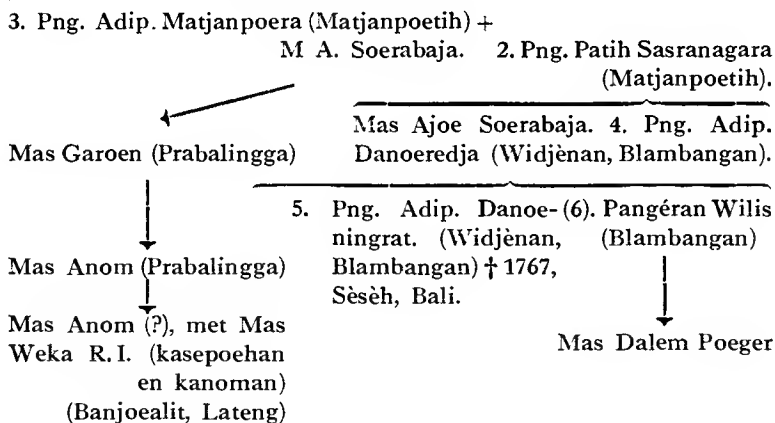 3. Png. Adip. Matjanpoera (Matjanpoetih) +
M A. Soerabaja. 2. Png. Patih Sasranagara
(Matjanpoetih).
Mas Ajoe Soerabaja. 4. Png. Adip.
Mas Garoen (Prabalingga) Danoeredja (Widjènan, Blambangan).
5. Png. Adip. Danoe- (6). Pangéran Wilis
ningrat. (Widjènan, (Blambangan)
Mas Anom (Prabalingga) Blambangan) † 1767,
Sèsèh, Bali.
Mas Anom (?), met Mas
Weka R. I. (kasepoehan Mas Dalem Poeger
en kanoman)
(Banjoealit, Lateng)